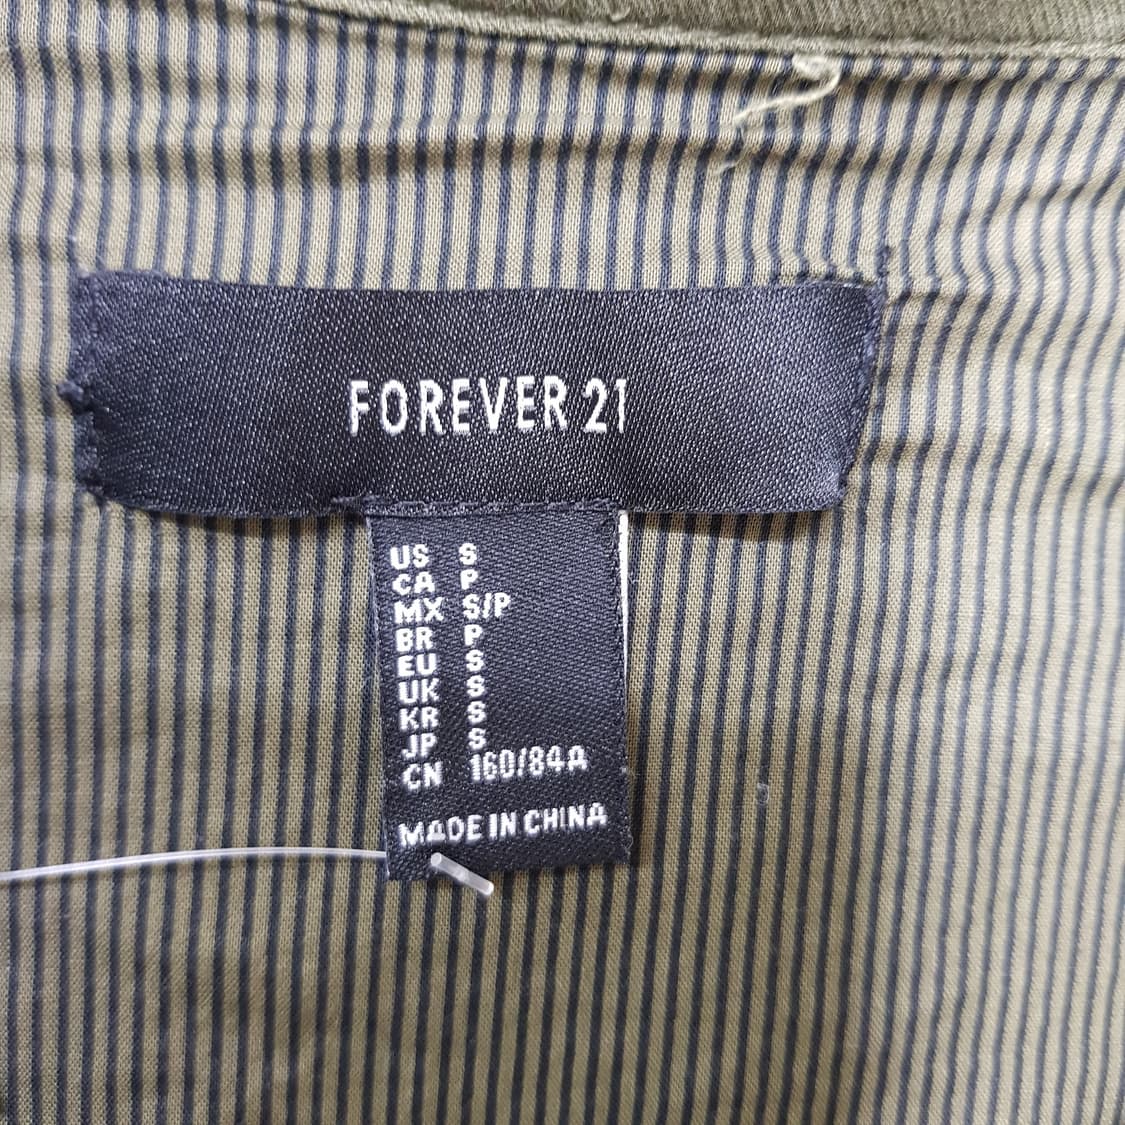 FOREVER 21
US S
CA P
MX S/P
BR P
EU S
UK S
KR S
JP S
CN 160/84A
MADE IN CHINA